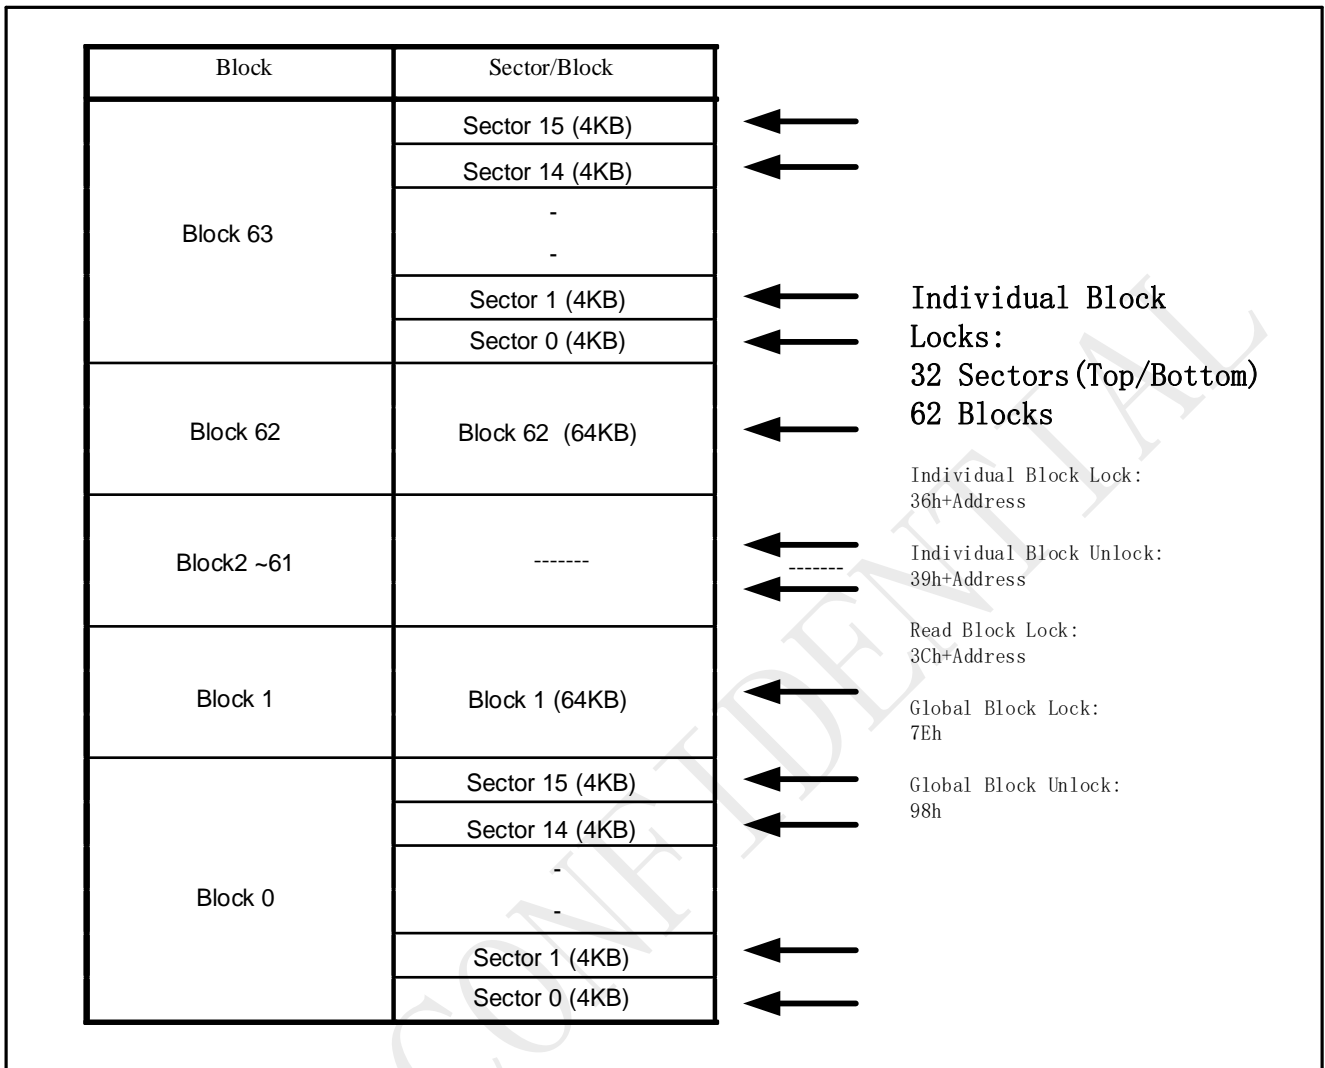 Block Sector/Block
Sector 15 (4KB)
Sector 14 (4KB)
-
Block 63
-
Sector 1 (4KB)
Sector 0 (4KB)
Block 62 Block 62 (64KB)
Block2 ~61 -------
Block 1 Block 1 (64KB)
Sector 15 (4KB)
Sector 14 (4KB)
-
Block 0
-
Sector 1 (4KB)
Sector 0 (4KB)
-------
Individual Block
Locks:
32 Sectors(Top/Bottom)
62 Blocks
Individual Block Lock:
36h+Address
Individual Block Unlock:
39h+Address
Read Block Lock:
3Ch+Address
Global Block Lock:
7Eh
Global Block Unlock:
98h
CONFIDENTIAL